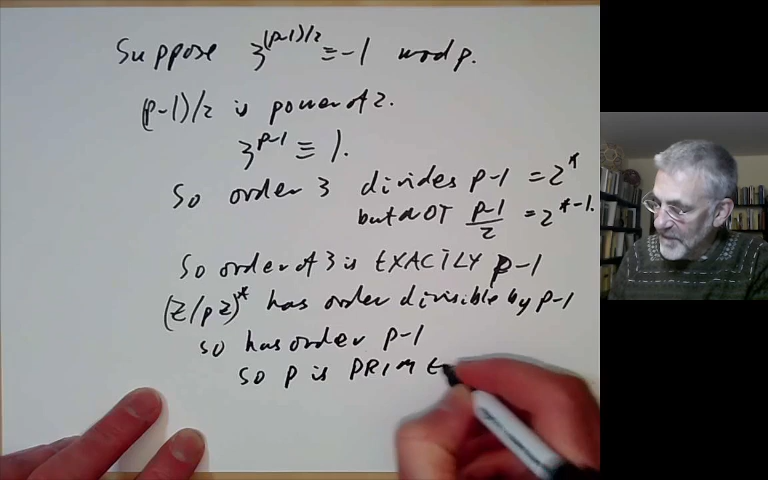 Suppose 3^(p-1)/2 ≡ -1 mod p.
(p-1)/2 is power of 2.
3^p-1 ≡ 1.
So order 3 divides p-1 = 2^*
but NOT p-1/2 = 2^*-1.
So order of 3 is EXACTLY p-1
(Z/pZ)^* has order divisible by p-1
so has order p-1
so p is PRIME